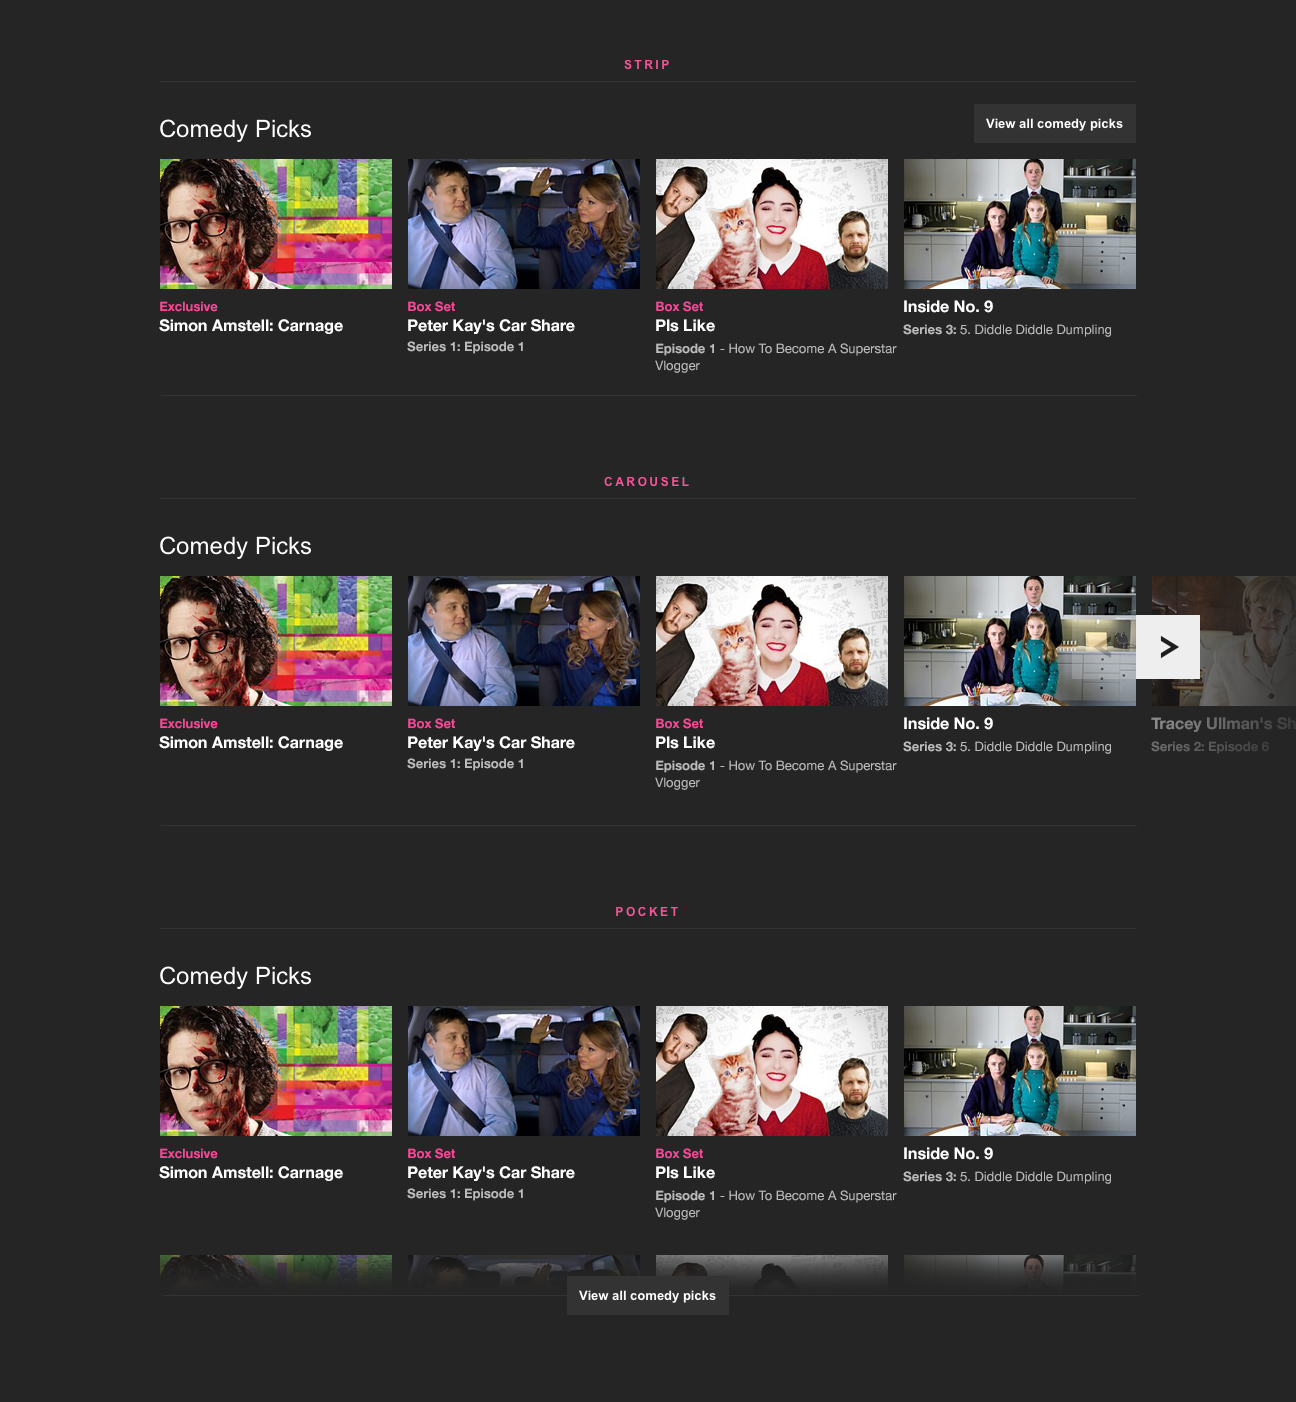 STRIP
Comedy Picks
View all comedy picks
Exclusive
Simon Amstell: Carnage
Box Set
Peter Kay's Car Share
Series 1: Episode 1
Box Set
Pls Like
Episode 1 - How To Become A Superstar
Vlogger
Inside No. 9
Series 3: 5. Diddle Diddle Dumpling
CAROUSEL
Comedy Picks
<
>
Exclusive
Simon Amstell: Carnage
Box Set
Peter Kay's Car Share
Series 1: Episode 1
Box Set
Pls Like
Episode 1 - How To Become A Superstar
Vlogger
Inside No. 9
Series 3: 5. Diddle Diddle Dumpling
Tracey Ullman's Sh
Series 2: Episode 6
POCKET
Comedy Picks
Exclusive
Simon Amstell: Carnage
Box Set
Peter Kay's Car Share
Series 1: Episode 1
Box Set
Pls Like
Episode 1 - How To Become A Superstar
Vlogger
Inside No. 9
Series 3: 5. Diddle Diddle Dumpling
View all comedy picks